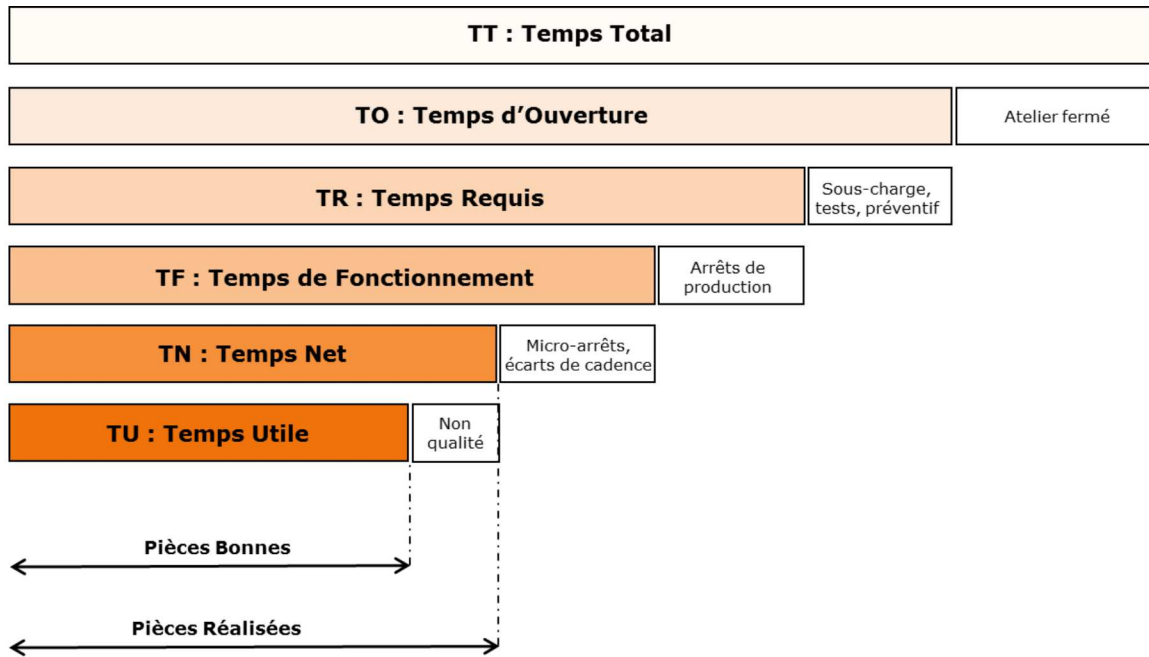 TT : Temps Total
TO : Temps d’Ouverture
Atelier fermé
TR : Temps Requis
Sous-charge,
tests, préventif
TF : Temps de Fonctionnement
Arrêts de
production
TN : Temps Net
Micro-arrêts,
écarts de cadence
TU : Temps Utile
Non
qualité
Pièces Bonnes
Pièces Réalisées